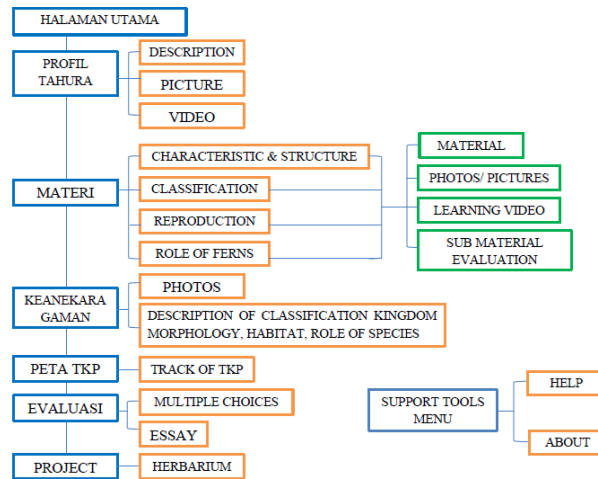 HALAMAN UTAMA
PROFIL
TAHURA
DESCRIPTION
PICTURE
VIDEO
MATERI
CHARACTERISTIC & STRUCTURE
CLASSIFICATION
REPRODUCTION
ROLE OF FERNS
MATERIAL
PHOTOS/ PICTURES
LEARNING VIDEO
SUB MATERIAL
EVALUATION
KEANEKARA
GAMAN
PHOTOS
DESCRIPTION OF CLASSIFICATION KINGDOM
MORPHOLOGY, HABITAT, ROLE OF SPECIES
PETA TKP
TRACK OF TKP
EVALUASI
MULTIPLE CHOICES
ESSAY
PROJECT
HERBARIUM
SUPPORT TOOLS
MENU
HELP
ABOUT